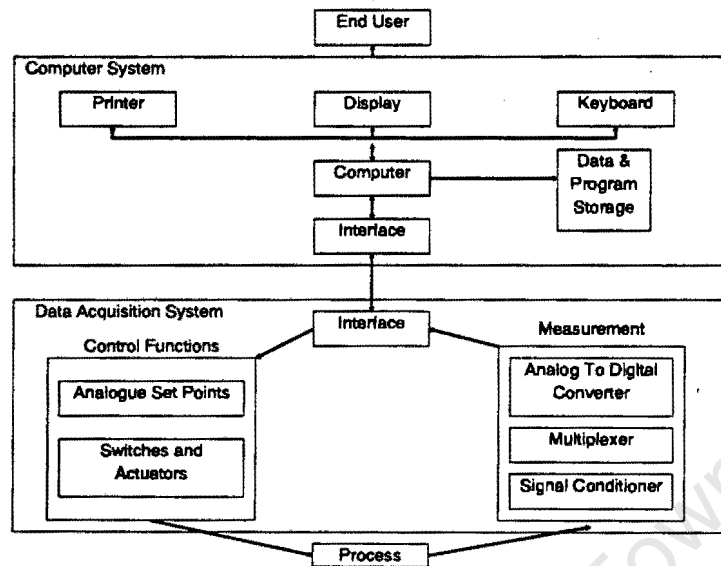 End User
Computer System
Printer
Display
Keyboard
Computer
Data &
Program
Storage
Interface
Data Acquisition System
Interface
Measurement
Control Functions
Analogue Set Points
Switches and
Actuators
Analog To Digital
Converter
Multiplexer
Signal Conditioner
Process
Town